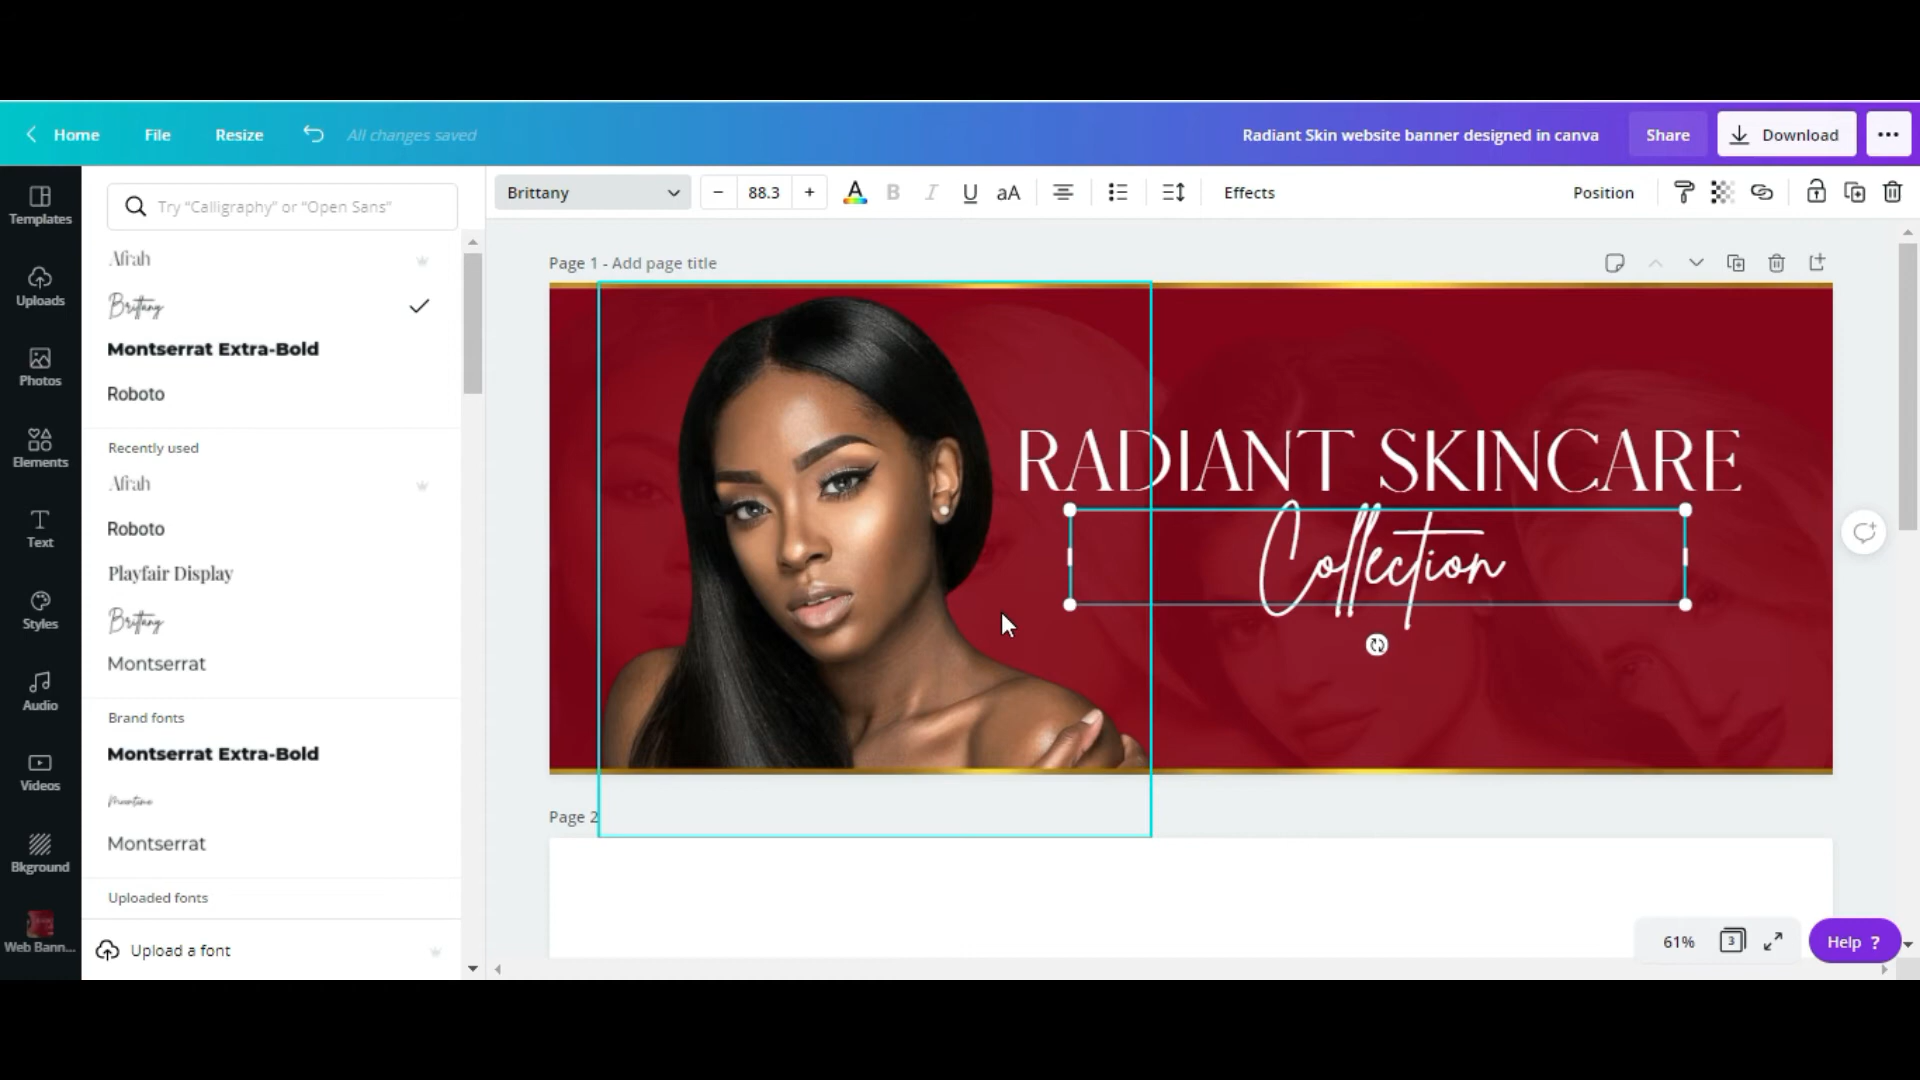 Home File Resize All changes saved Radiant Skin website banner designed in canva Share Download
Templates
Uploads
Photos
Elements
Text
Styles
Audio
Videos
Bkground
Web Bann...
Try “Calligraphy” or “Open Sans”
Afrah
Brittany
Montserrat Extra-Bold
Roboto
Recently used
Afrah
Roboto
Playfair Display
Brittany
Montserrat
Brand fonts
Montserrat Extra-Bold
Moontime
Montserrat
Uploaded fonts
Upload a font
Brittany − 88.3 + A B I U aA Effects Position
Page 1 - Add page title
RADIANT SKINCARE
Collection
Page 2
61% 3 Help ?